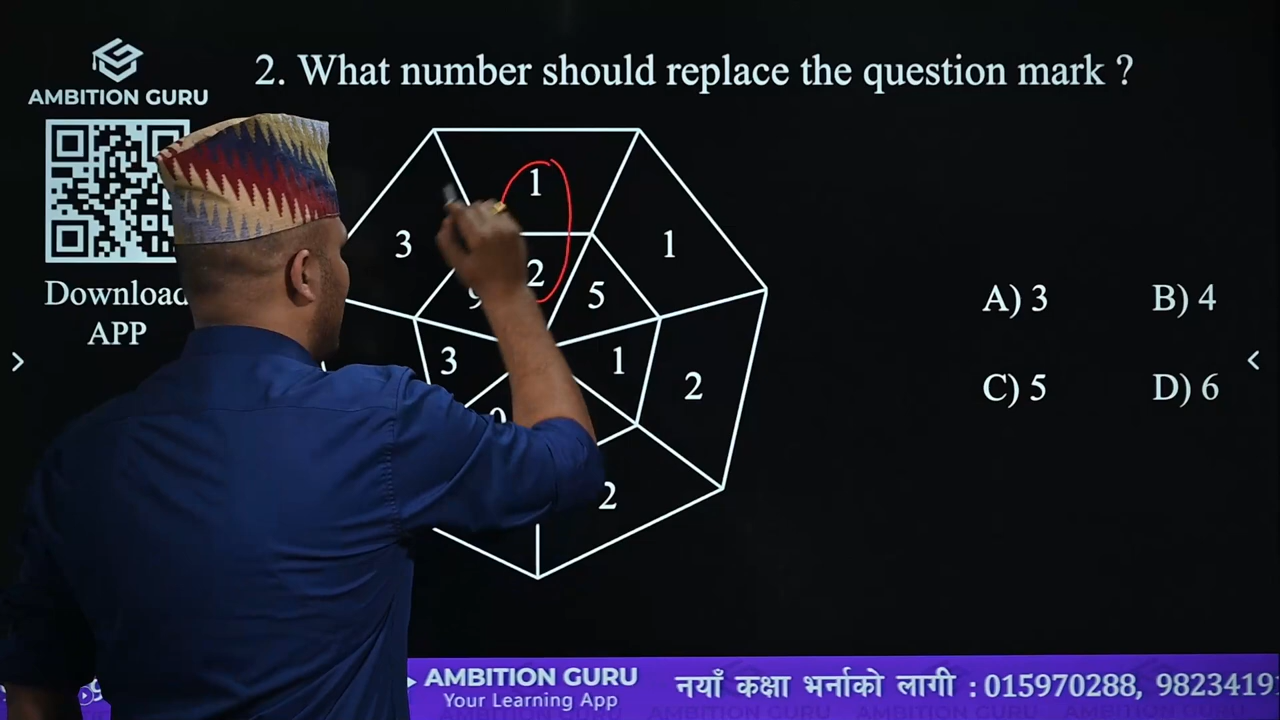 AMBITION GURU
2. What number should replace the question mark ?
1
3
1
2
5
3
1
2
2
A) 3 B) 4
C) 5 D) 6
Download
APP
AMBITION GURU
Your Learning App
नयाँ कक्षा भर्नाको लागी : 015970288, 9823419